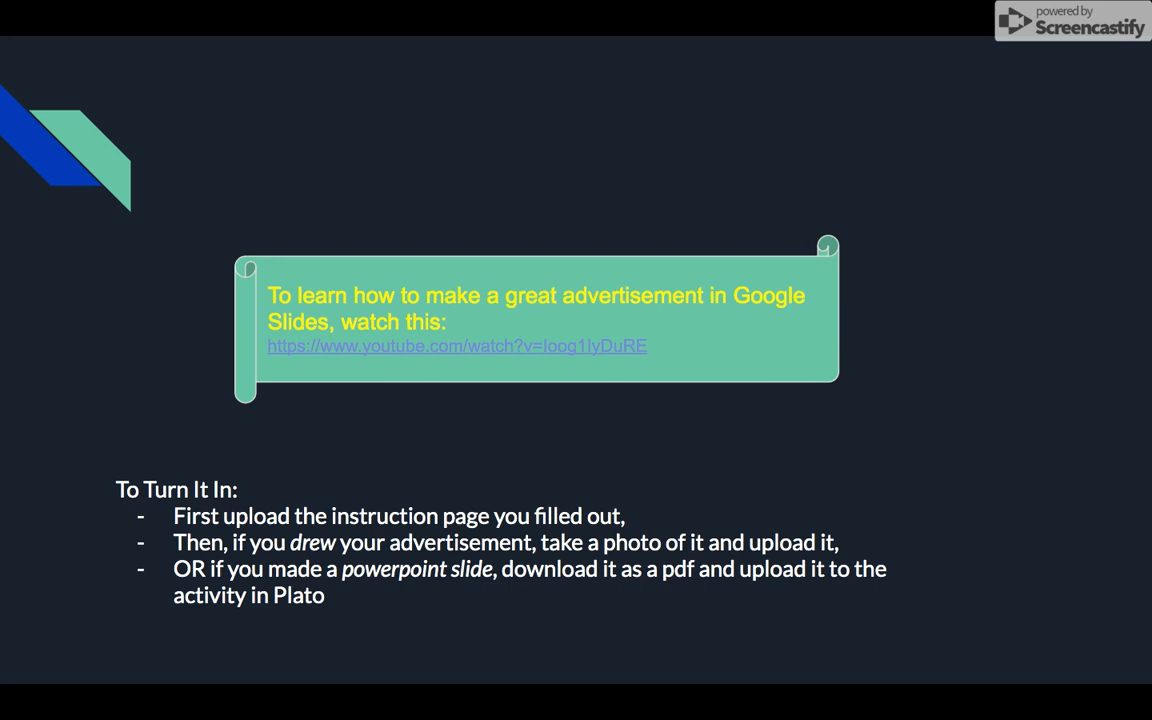 powered by
Screencastify
To learn how to make a great advertisement in Google
Slides, watch this:
https://www.youtube.com/watch?v=Ioog1IyDuRE
To Turn It In:
- First upload the instruction page you filled out,
- Then, if you drew your advertisement, take a photo of it and upload it,
- OR if you made a powerpoint slide, download it as a pdf and upload it to the
activity in Plato